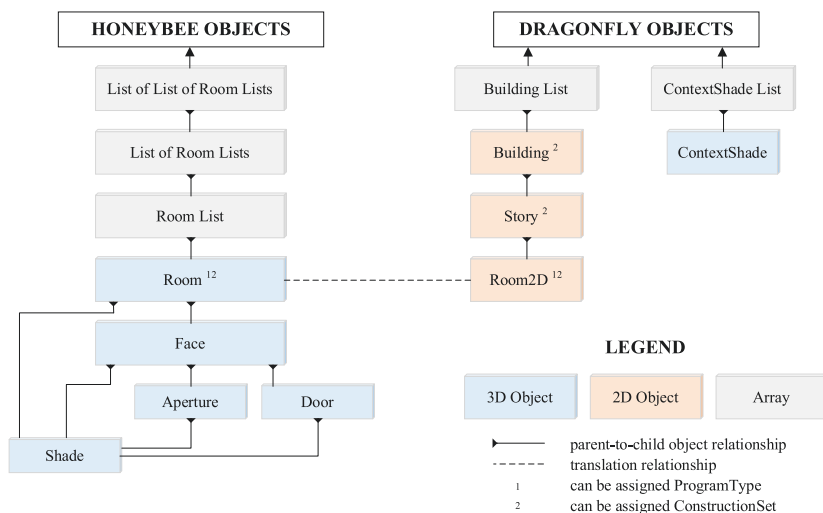 HONEYBEE OBJECTS
DRAGONFLY OBJECTS
List of List of Room Lists
Building List
ContextShade List
List of Room Lists
Building 2
ContextShade
Room List
Story 2
Room 12
Room2D 12
Face
LEGEND
Aperture
Door
3D Object
2D Object
Array
Shade
parent-to-child object relationship
translation relationship
1 can be assigned ProgramType
2 can be assigned ConstructionSet